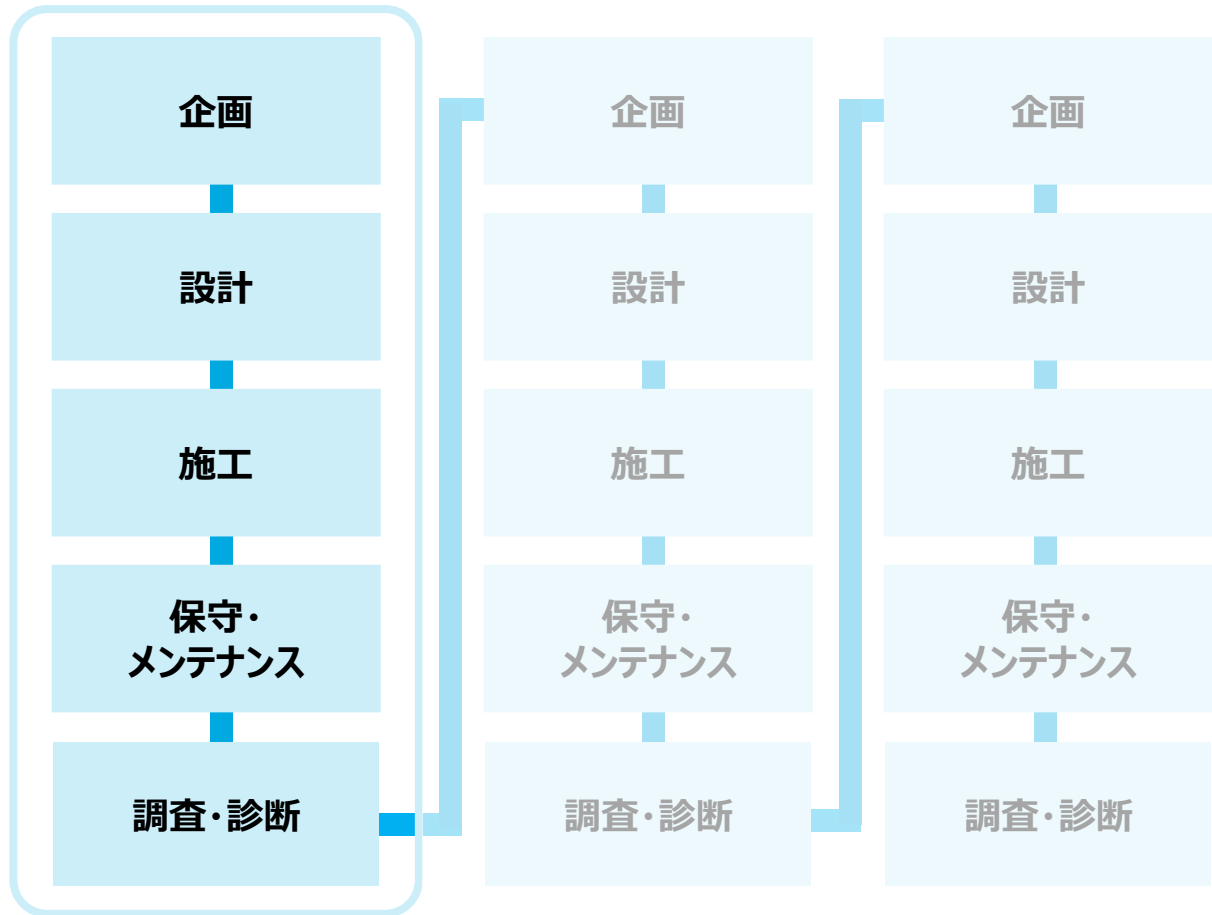 企画
設計
施工
保守・
メンテナンス
調査・診断
企画
設計
施工
保守・
メンテナンス
調査・診断
企画
設計
施工
保守・
メンテナンス
調査・診断